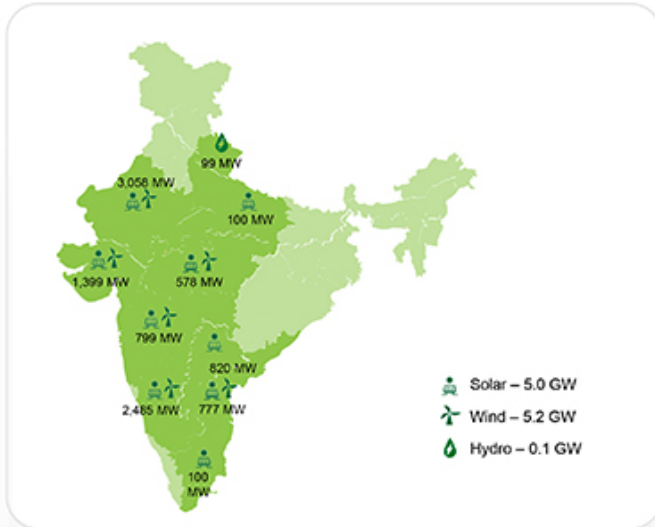 99 MW
3,058 MW
100 MW
1,399 MW
578 MW
799 MW
820 MW
2,485 MW
777 MW
100
MW
Solar – 5.0 GW
Wind – 5.2 GW
Hydro – 0.1 GW